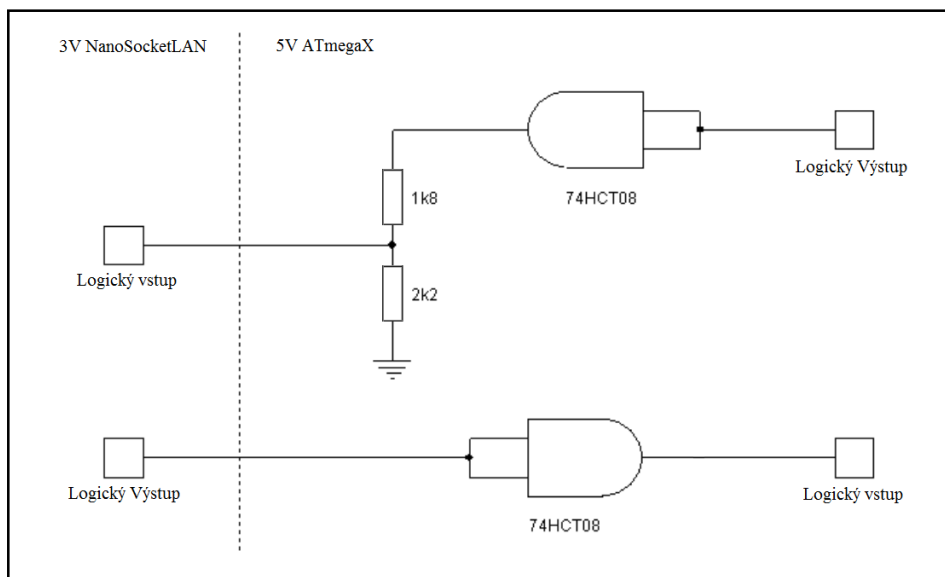 3V NanoSocketLAN
5V ATmegaX
74HCT08
Logický Výstup
1k8
Logický vstup
2k2
Logický Výstup
74HCT08
Logický vstup